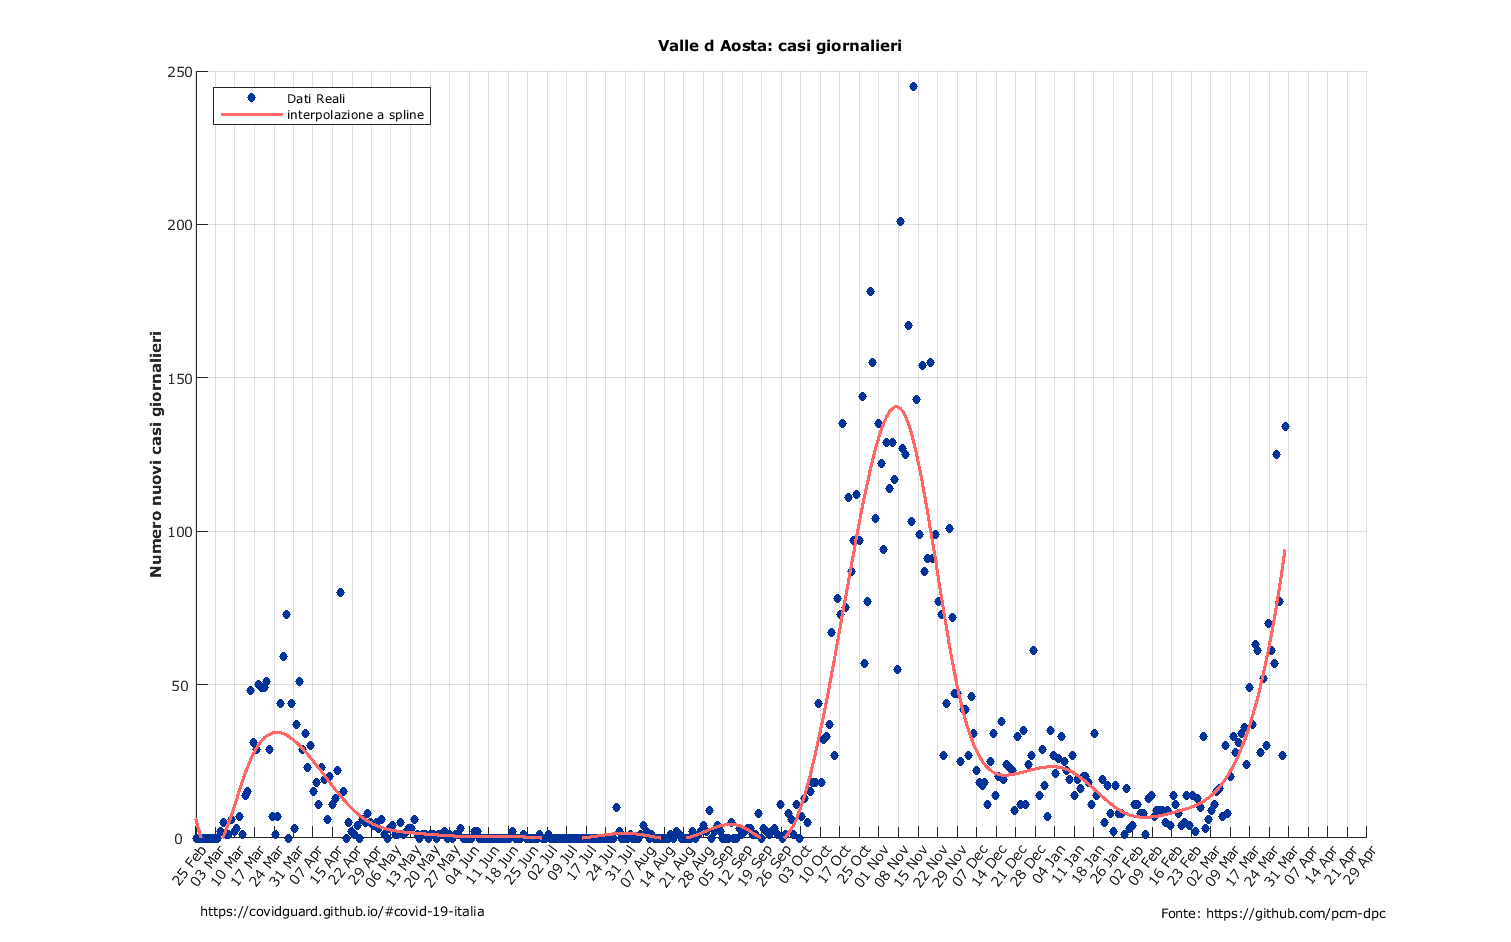 Valle d Aosta: casi giornalieri
250
200
150
100
50
0
Dati Reali
interpolazione a spline
Numero nuovi casi giornalieri
25 Feb
03 Mar
10 Mar
17 Mar
24 Mar
31 Mar
07 Apr
15 Apr
22 Apr
29 Apr
06 May
13 May
20 May
27 May
04 Jun
11 Jun
18 Jun
25 Jun
02 Jul
09 Jul
17 Jul
24 Jul
31 Jul
07 Aug
14 Aug
21 Aug
28 Aug
05 Sep
12 Sep
19 Sep
26 Sep
03 Oct
10 Oct
17 Oct
25 Oct
01 Nov
08 Nov
15 Nov
22 Nov
29 Nov
07 Dec
14 Dec
21 Dec
28 Dec
04 Jan
11 Jan
18 Jan
26 Jan
02 Feb
09 Feb
16 Feb
23 Feb
02 Mar
09 Mar
17 Mar
24 Mar
31 Mar
07 Apr
14 Apr
21 Apr
29 Apr
https://covidguard.github.io/#covid-19-italia
Fonte: https://github.com/pcm-dpc